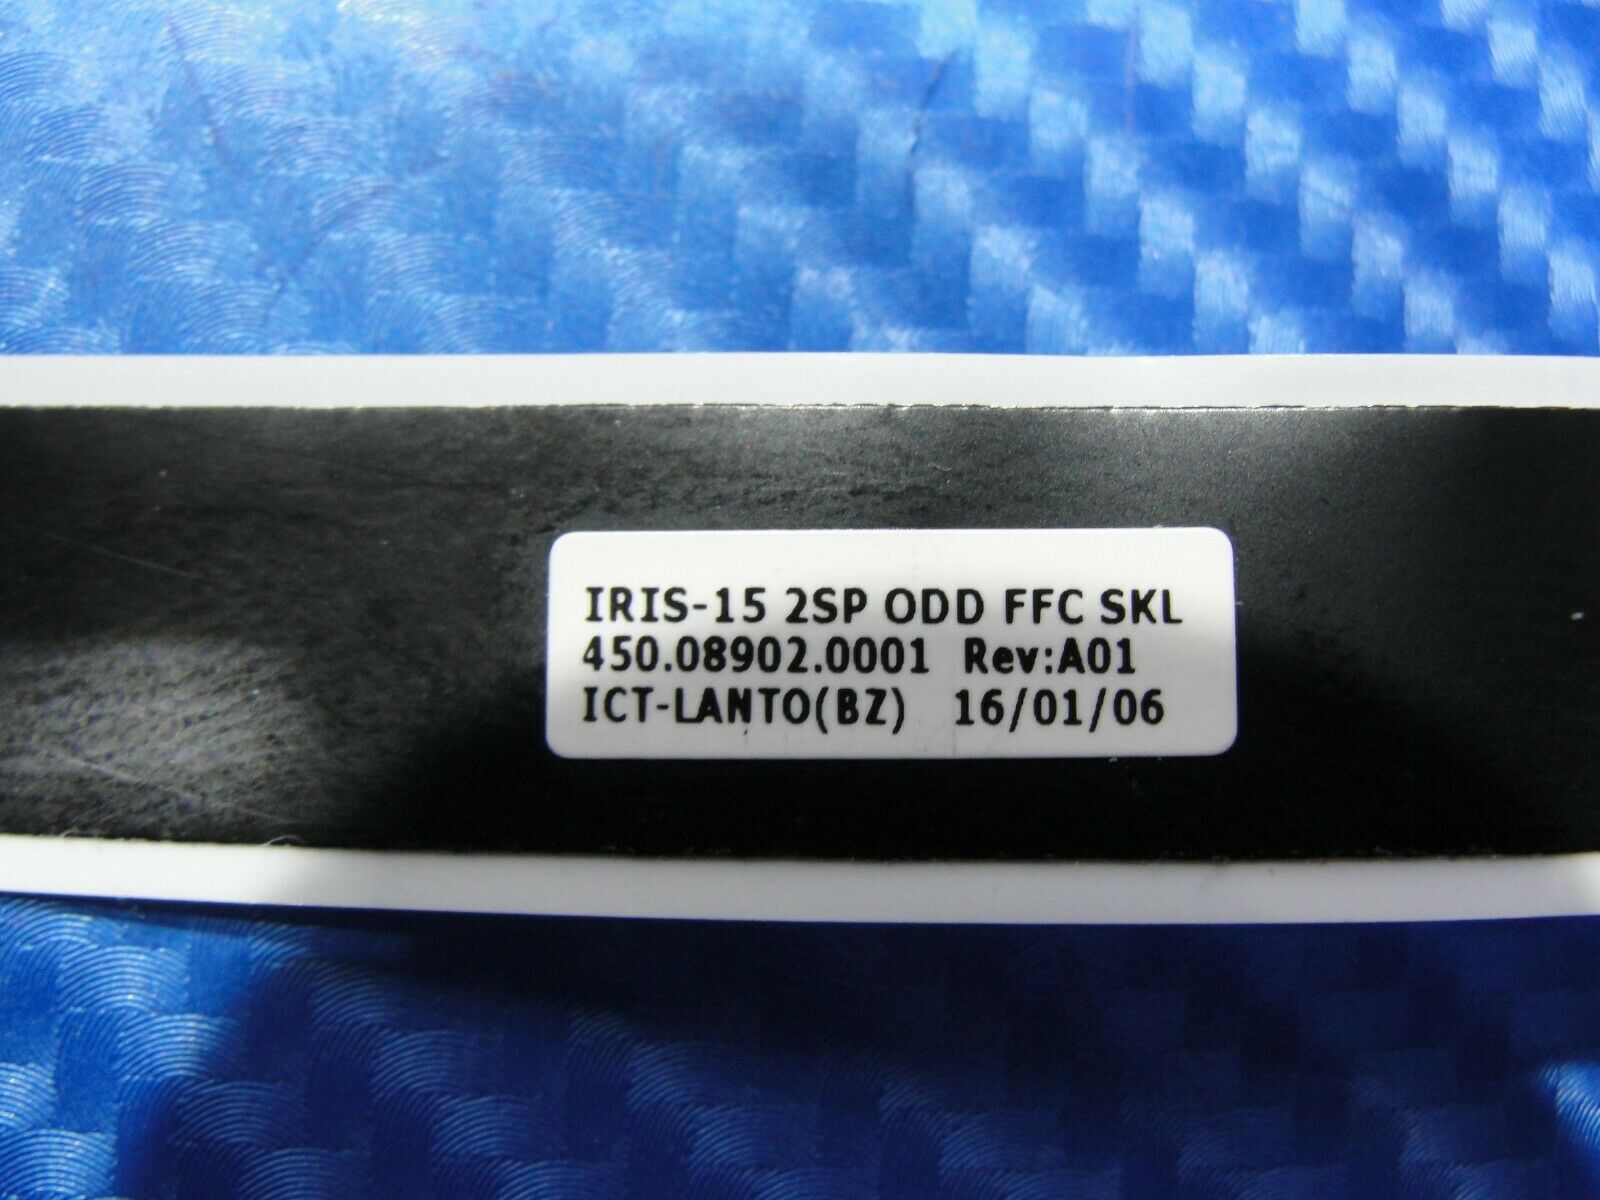 IRIS-15 2SP ODD FFC SKL
450.08902.0001 Rev:A01
ICT-LANTO(BZ) 16/01/06